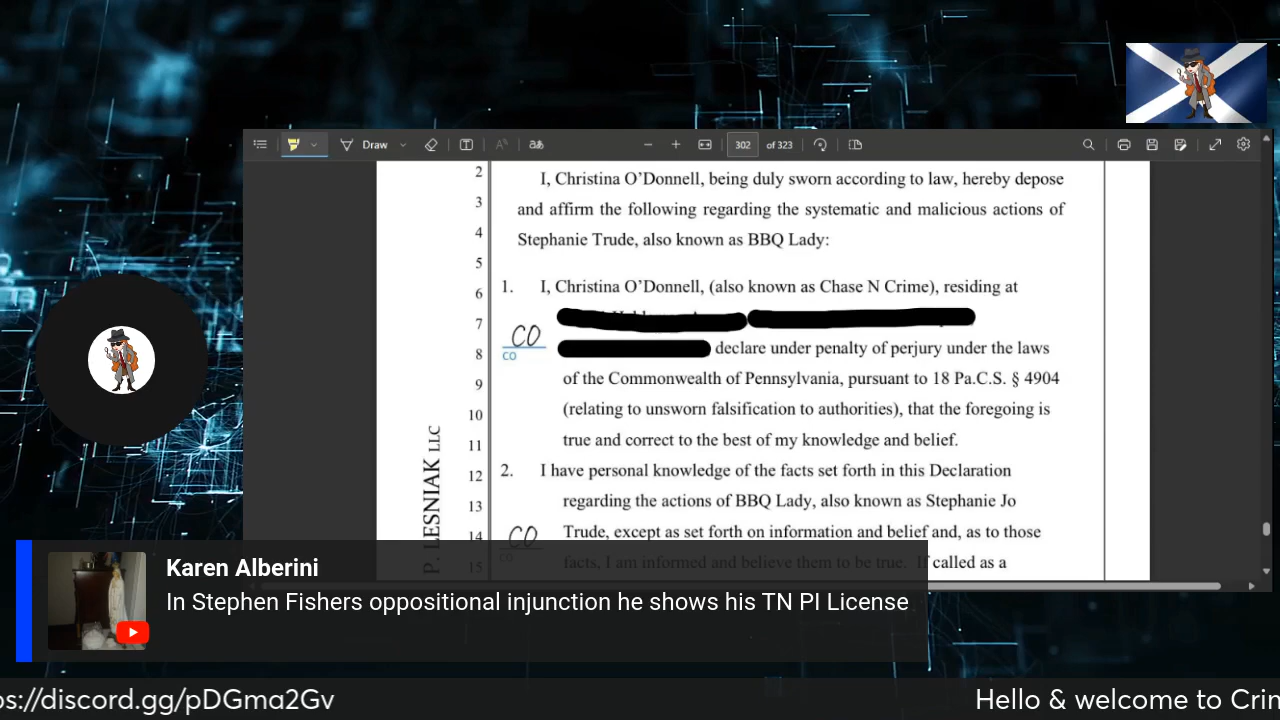 Draw
302
of 323
2
I, Christina O'Donnell, being duly sworn according to law, hereby depose
3
and affirm the following regarding the systematic and malicious actions of
4
Stephanie Trude, also known as BBQ Lady:
5
6
1. I, Christina O'Donnell, (also known as Chase N Crime), residing at
7
CO
CO
8
declare under penalty of perjury under the laws
9
of the Commonwealth of Pennsylvania, pursuant to 18 Pa.C.S. § 4904
10
(relating to unsworn falsification to authorities), that the foregoing is
11
true and correct to the best of my knowledge and belief.
12
2. I have personal knowledge of the facts set forth in this Declaration
13
regarding the actions of BBQ Lady, also known as Stephanie Jo
14
CO
Trude, except as set forth on information and belief and, as to those
CO
15
facts, I am informed and believe them to be true. If called as a
P. LESNIAK LLC
Karen Alberini
In Stephen Fishers oppositional injunction he shows his TN PI License
ps://discord.gg/pDGma2Gv
Hello & welcome to Crim